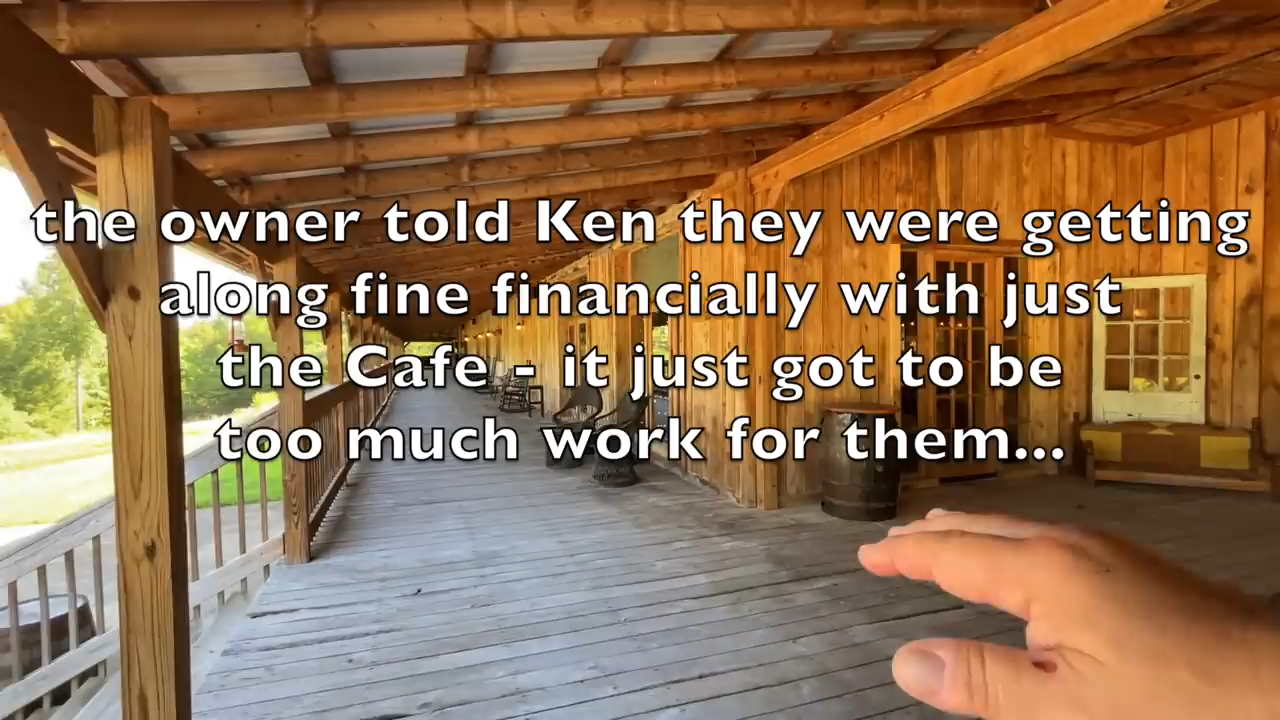 the owner told Ken they were getting
along fine financially with just
the Cafe - it just got to be
too much work for them...